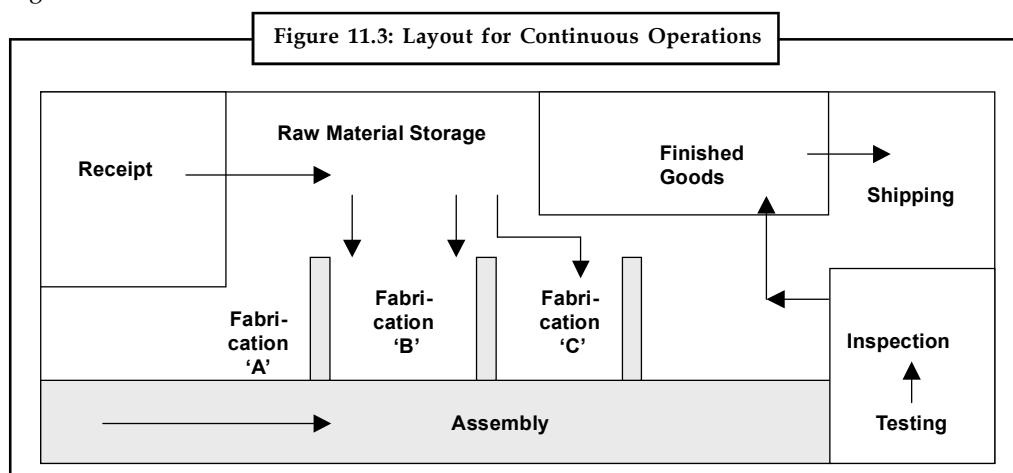 Figure 11.3: Layout for Continuous Operations
Receipt
Raw Material Storage
Finished
Goods
Shipping
Fabri-
cation
‘A’
Fabri-
cation
‘B’
Fabri-
cation
‘C’
Inspection
Testing
Assembly